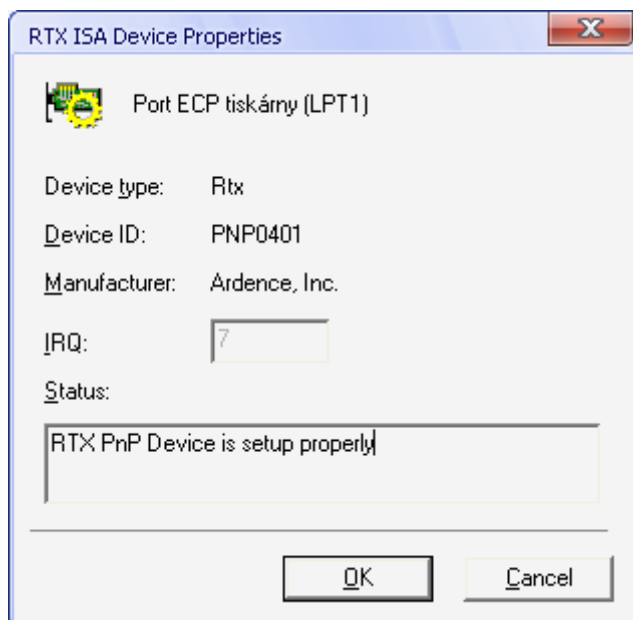 RTX ISA Device Properties
Port ECP tiskárny (LPT1)
Device type: Rtx
Device ID: PNP0401
Manufacturer: Ardence, Inc.
IRQ: 7
Status:
RTX PnP Device is setup properly
OK Cancel